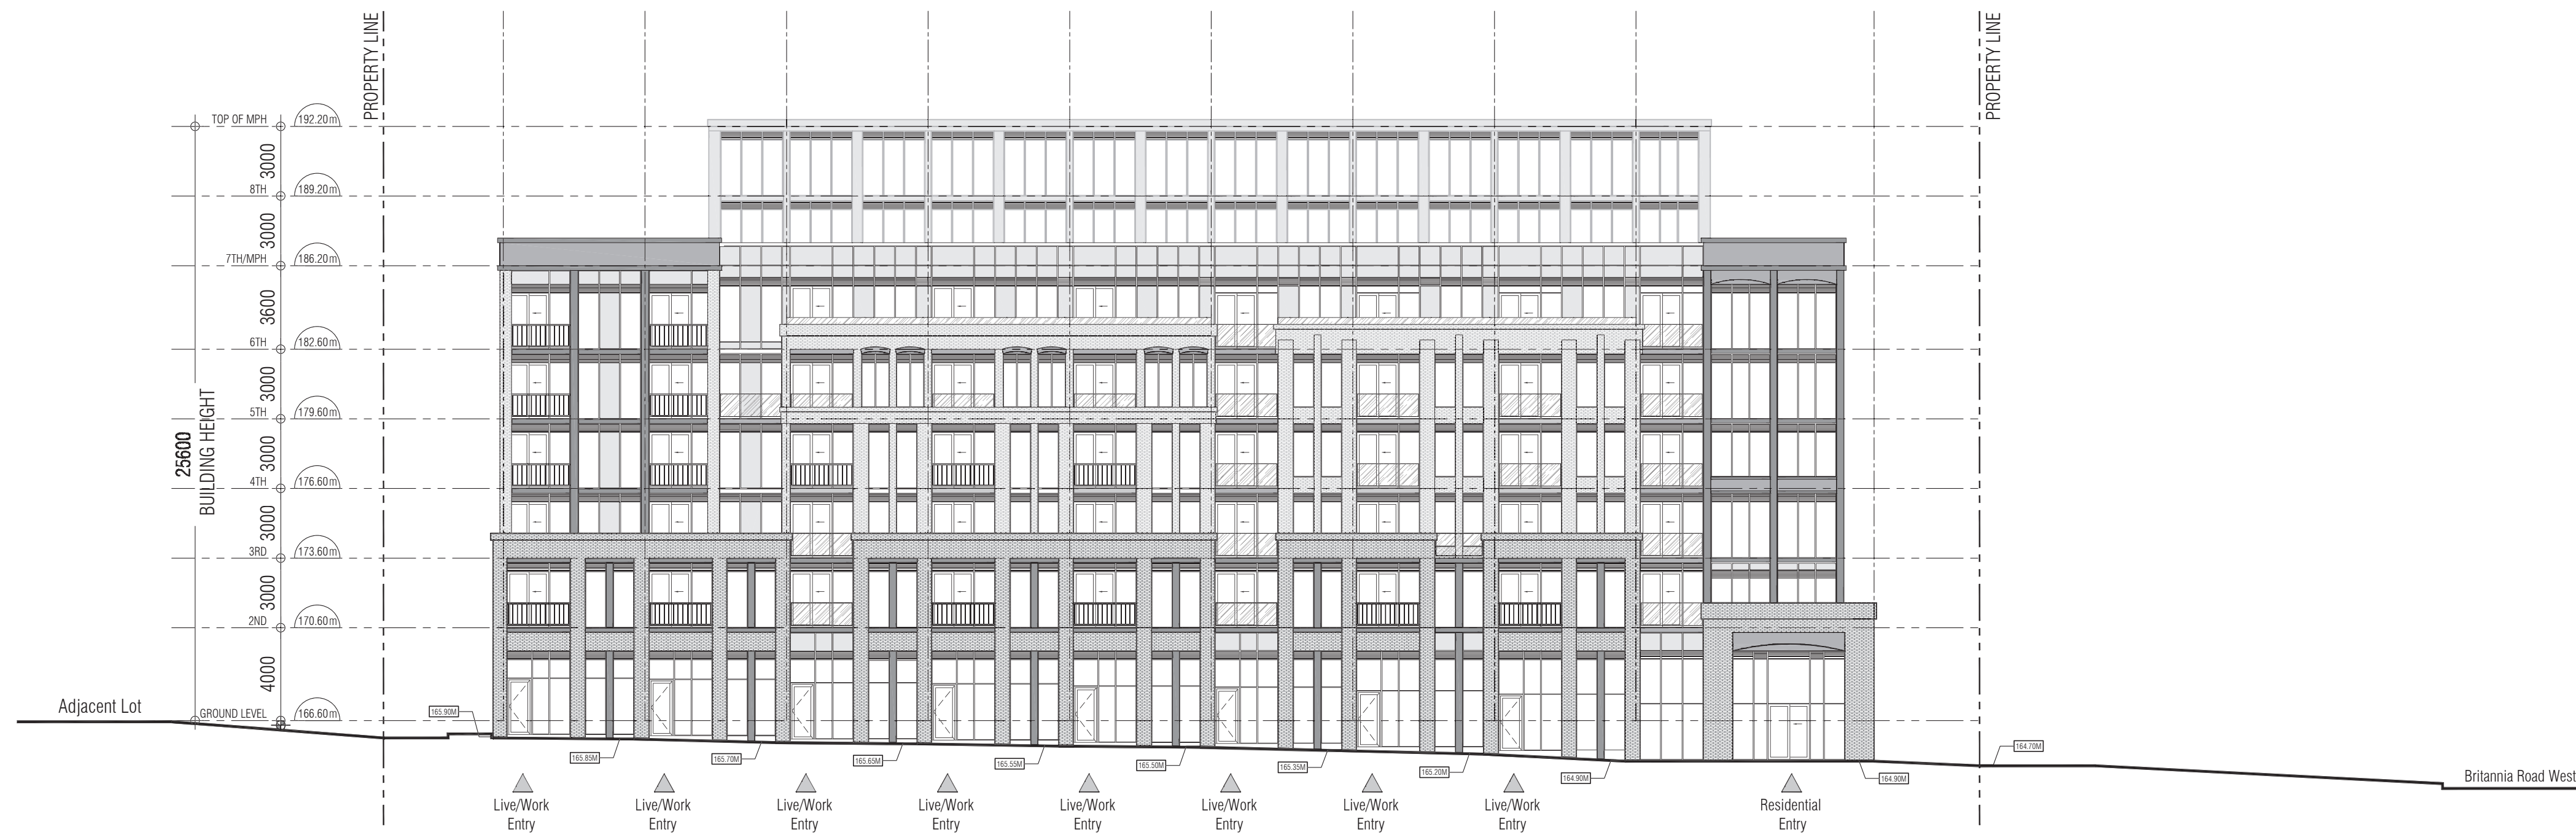 PROPERTY LINE
PROPERTY LINE
TOP OF MPH 192.20m
3000
8TH 189.20m
3000
7TH/MPH 186.20m
3600
6TH 182.60m
3000
5TH 179.60m
3000
25600
BUILDING HEIGHT
4TH 176.60m
3000
3RD 173.60m
3000
2ND 170.60m
4000
GROUND LEVEL 166.60m
Adjacent Lot
165.90M
165.85M
165.70M
165.65M
165.55M
165.50M
165.35M
165.20M
164.90M
164.90M
164.70M
Britannia Road West
Live/Work
Entry
Live/Work
Entry
Live/Work
Entry
Live/Work
Entry
Live/Work
Entry
Live/Work
Entry
Live/Work
Entry
Live/Work
Entry
Residential
Entry